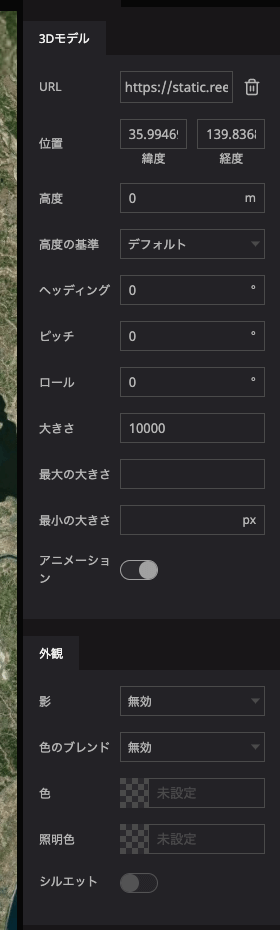 3Dモデル
URL https://static.ree
位置 35.9946 139.836
緯度 経度
高度 0 m
高度の基準 デフォルト
ヘッディング 0 °
ピッチ 0 °
ロール 0 °
大きさ 10000
最大の大きさ
最小の大きさ px
アニメーショ
ン
外観
影 無効
色のブレンド 無効
色 未設定
照明色 未設定
シルエット